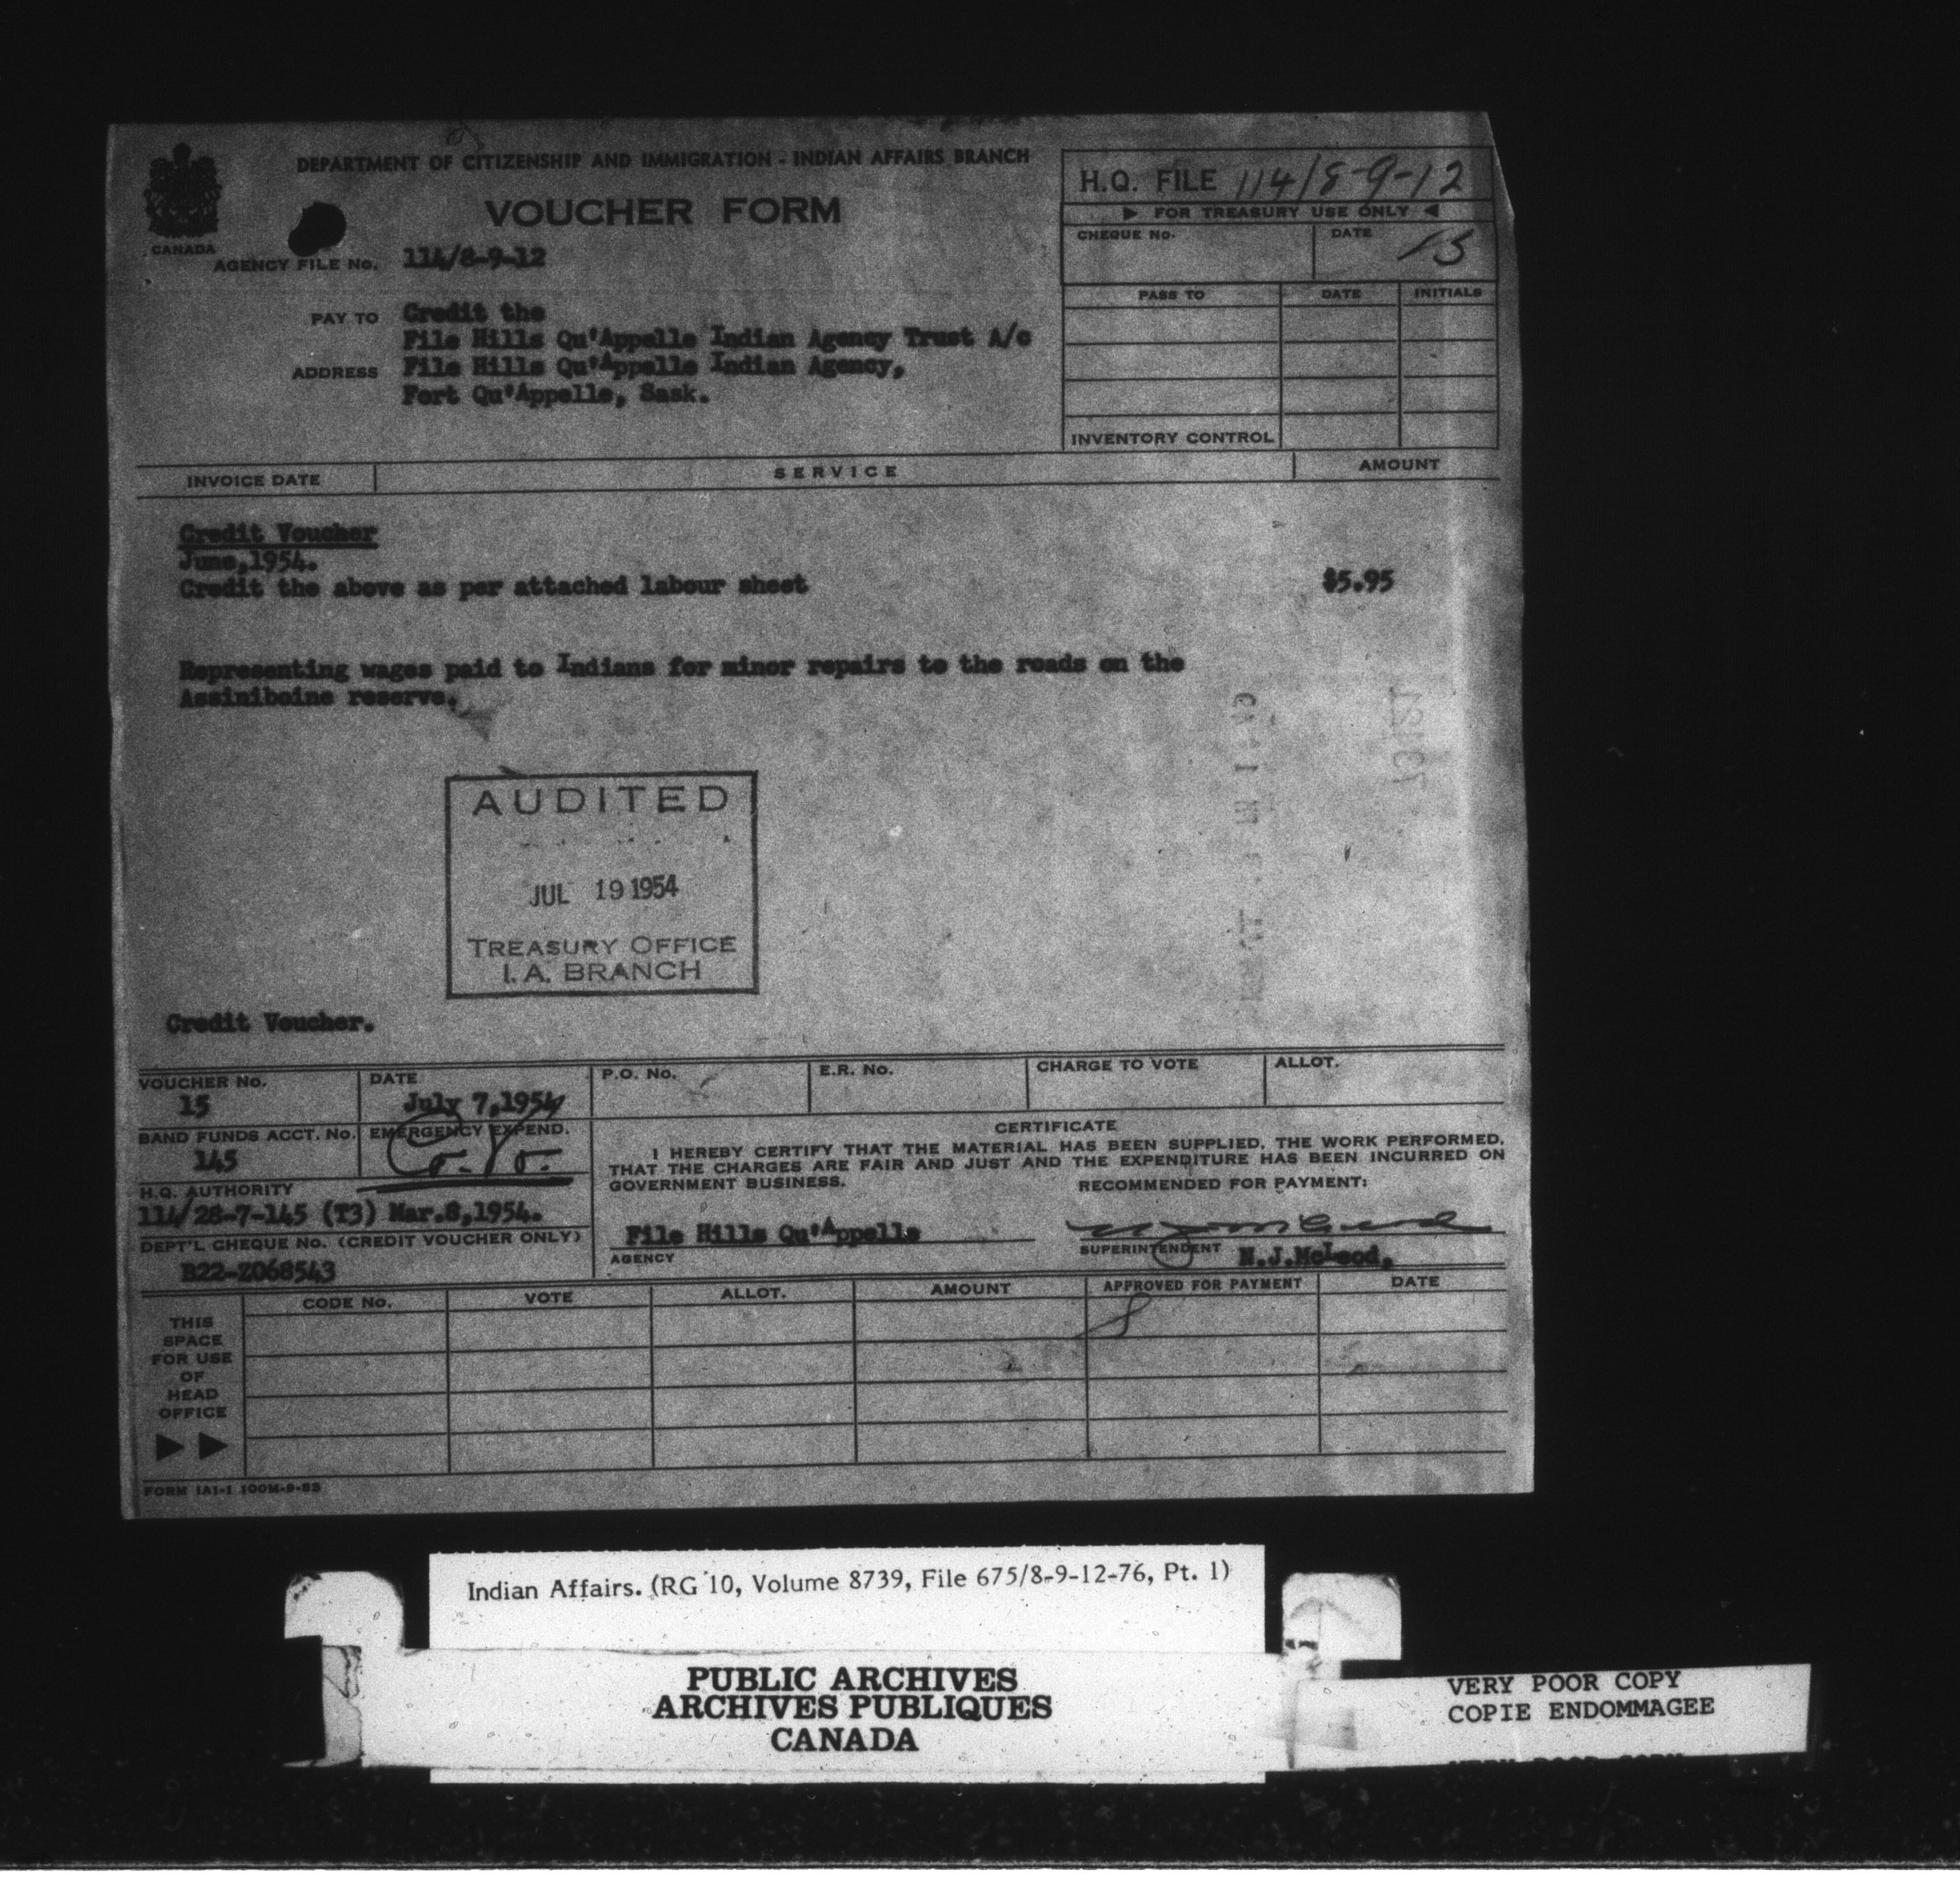 DEPARTMENT OF CITIZENSHIP AND IMMIGRATION - INDIAN AFFAIRS BRANCH
VOUCHER FORM
CANADA
AGENCY FILE No. 114/8-9-12
H.Q. FILE 114/8-9-12
FOR TREASURY USE ONLY
CHEQUE No. DATE 15
PASS TO DATE INITIALS
INVENTORY CONTROL
PAY TO Credit the
File Hills Qu'Appelle Indian Agency Trust A/c
ADDRESS File Hills Qu'Appelle Indian Agency,
Fort Qu'Appelle, Sask.
INVOICE DATE SERVICE AMOUNT
Credit Voucher
June,1954.
Credit the above as per attached labour sheet $5.95
Representing wages paid to Indians for minor repairs to the roads on the
Assiniboine reserve.
AUDITED
JUL 19 1954
TREASURY OFFICE
I.A. BRANCH
Credit Voucher.
VOUCHER No. DATE P.O. No. E.R. No. CHARGE TO VOTE ALLOT.
15 July 7,1954
BAND FUNDS ACCT. No. EMERGENCY EXPEND.
145
H.Q. AUTHORITY
114/28-7-145 (T3) Mar.8,1954.
DEPT'L CHEQUE No. (CREDIT VOUCHER ONLY)
B22-Z068543
CERTIFICATE
I HEREBY CERTIFY THAT THE MATERIAL HAS BEEN SUPPLIED, THE WORK PERFORMED,
THAT THE CHARGES ARE FAIR AND JUST AND THE EXPENDITURE HAS BEEN INCURRED ON
GOVERNMENT BUSINESS.
RECOMMENDED FOR PAYMENT:
File Hills Qu'Appelle
AGENCY
SUPERINTENDENT N.J.McLeod,
CODE No. VOTE ALLOT. AMOUNT APPROVED FOR PAYMENT DATE
THIS
SPACE
FOR USE
OF
HEAD
OFFICE
FORM IA1-1 100M-9-53
Indian Affairs. (RG 10, Volume 8739, File 675/8-9-12-76, Pt. 1)
PUBLIC ARCHIVES
ARCHIVES PUBLIQUES
CANADA
VERY POOR COPY
COPIE ENDOMMAGEE